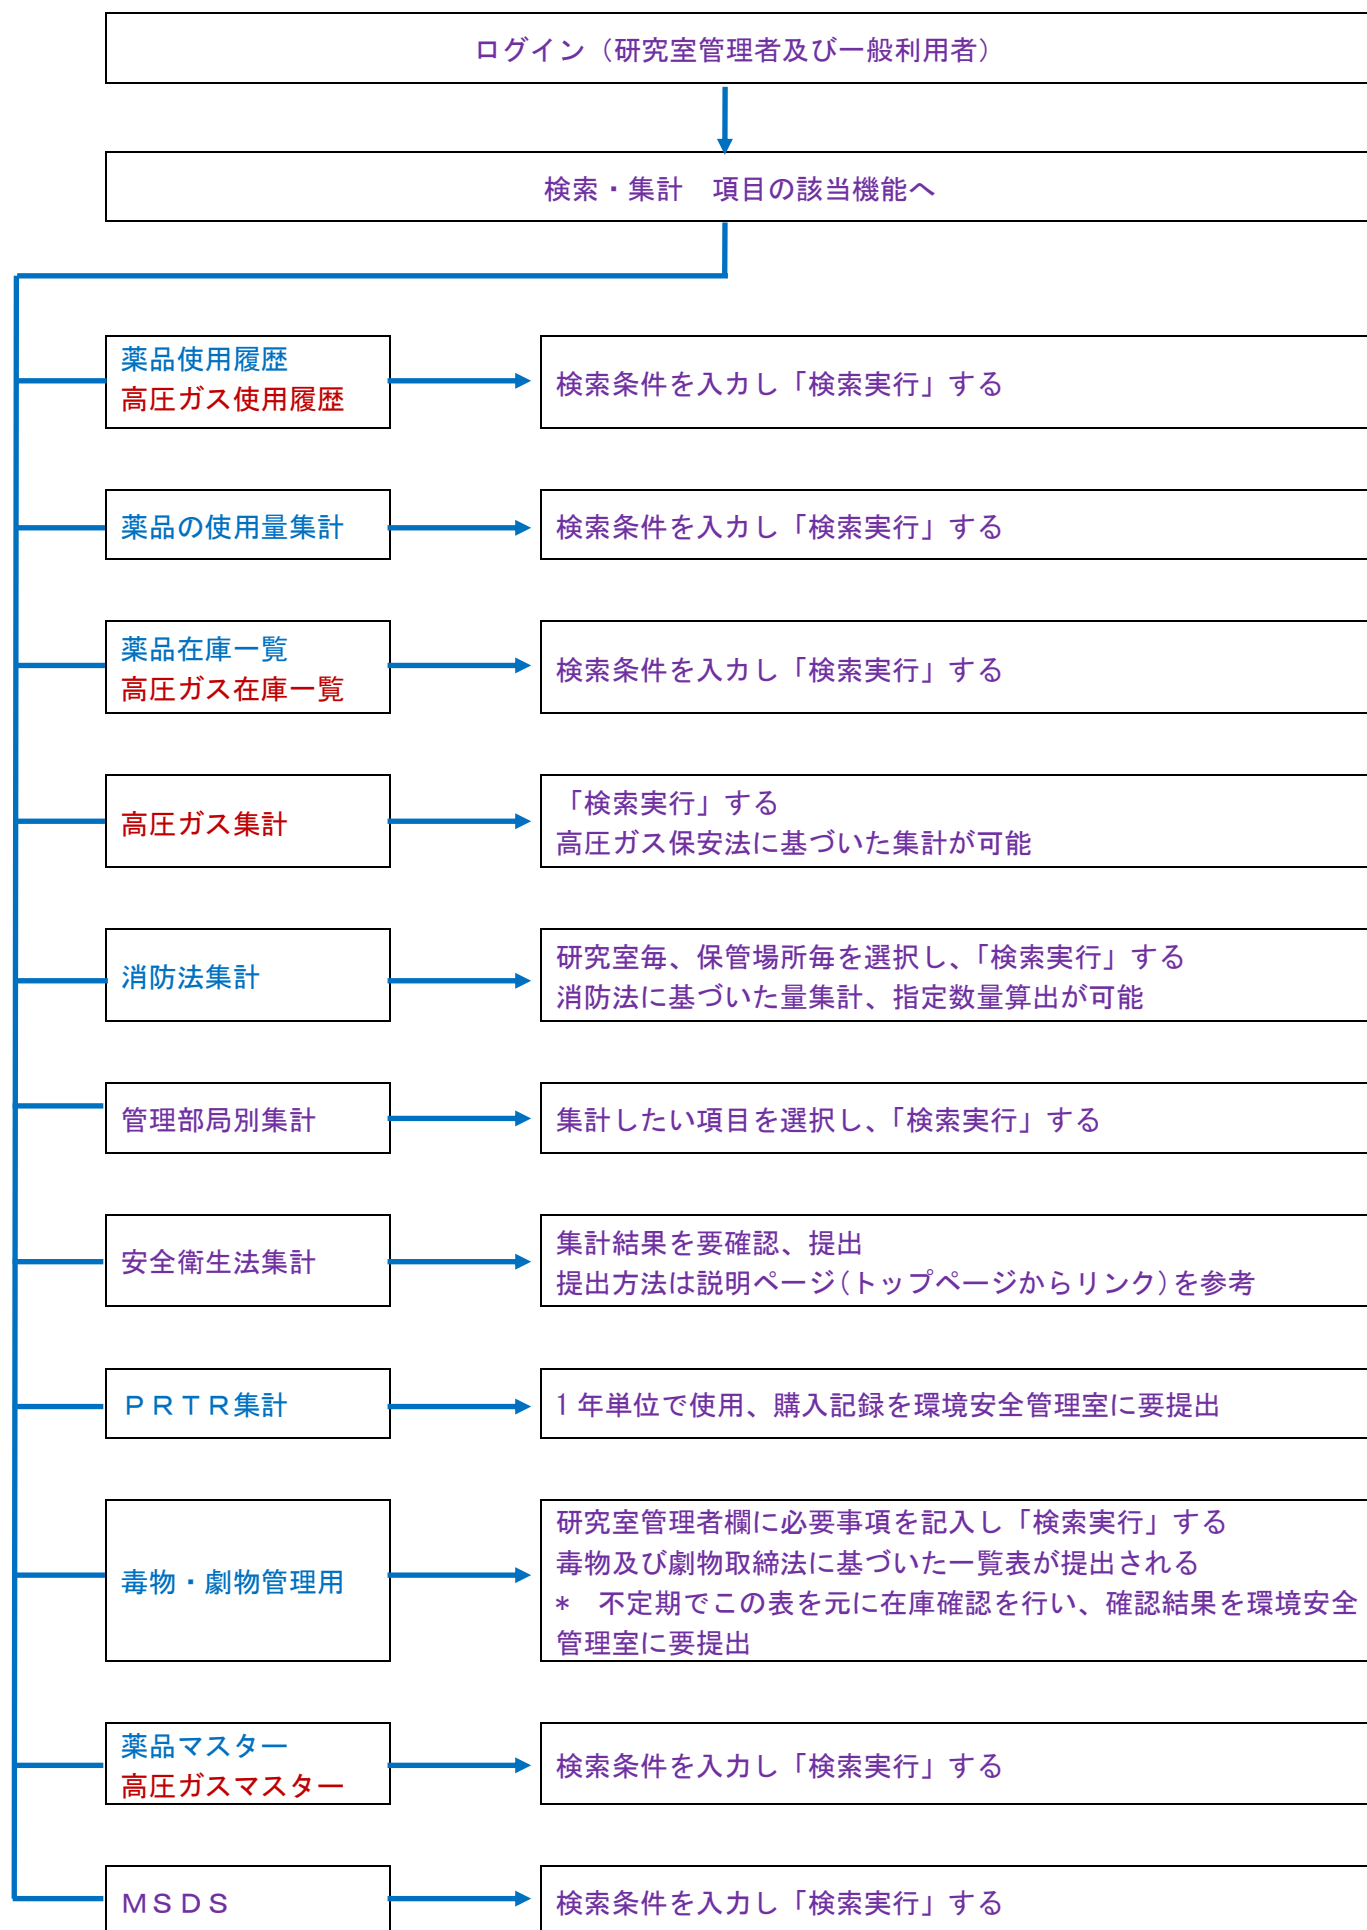 ログイン（研究室管理者及び一般利用者）
検索・集計　項目の該当機能へ
薬品使用履歴
高圧ガス使用履歴
検索条件を入力し「検索実行」する
薬品の使用量集計
検索条件を入力し「検索実行」する
薬品在庫一覧
高圧ガス在庫一覧
検索条件を入力し「検索実行」する
高圧ガス集計
「検索実行」する
高圧ガス保安法に基づいた集計が可能
消防法集計
研究室毎、保管場所毎を選択し、「検索実行」する
消防法に基づいた量集計、指定数量算出が可能
管理部局別集計
集計したい項目を選択し、「検索実行」する
安全衛生法集計
集計結果を要確認、提出
提出方法は説明ページ(トップページからリンク)を参考
ＰＲＴＲ集計
1年単位で使用、購入記録を環境安全管理室に要提出
毒物・劇物管理用
研究室管理者欄に必要事項を記入し「検索実行」する
毒物及び劇物取締法に基づいた一覧表が提出される
*　不定期でこの表を元に在庫確認を行い、確認結果を環境安全
管理室に要提出
薬品マスター
高圧ガスマスター
検索条件を入力し「検索実行」する
ＭＳＤＳ
検索条件を入力し「検索実行」する